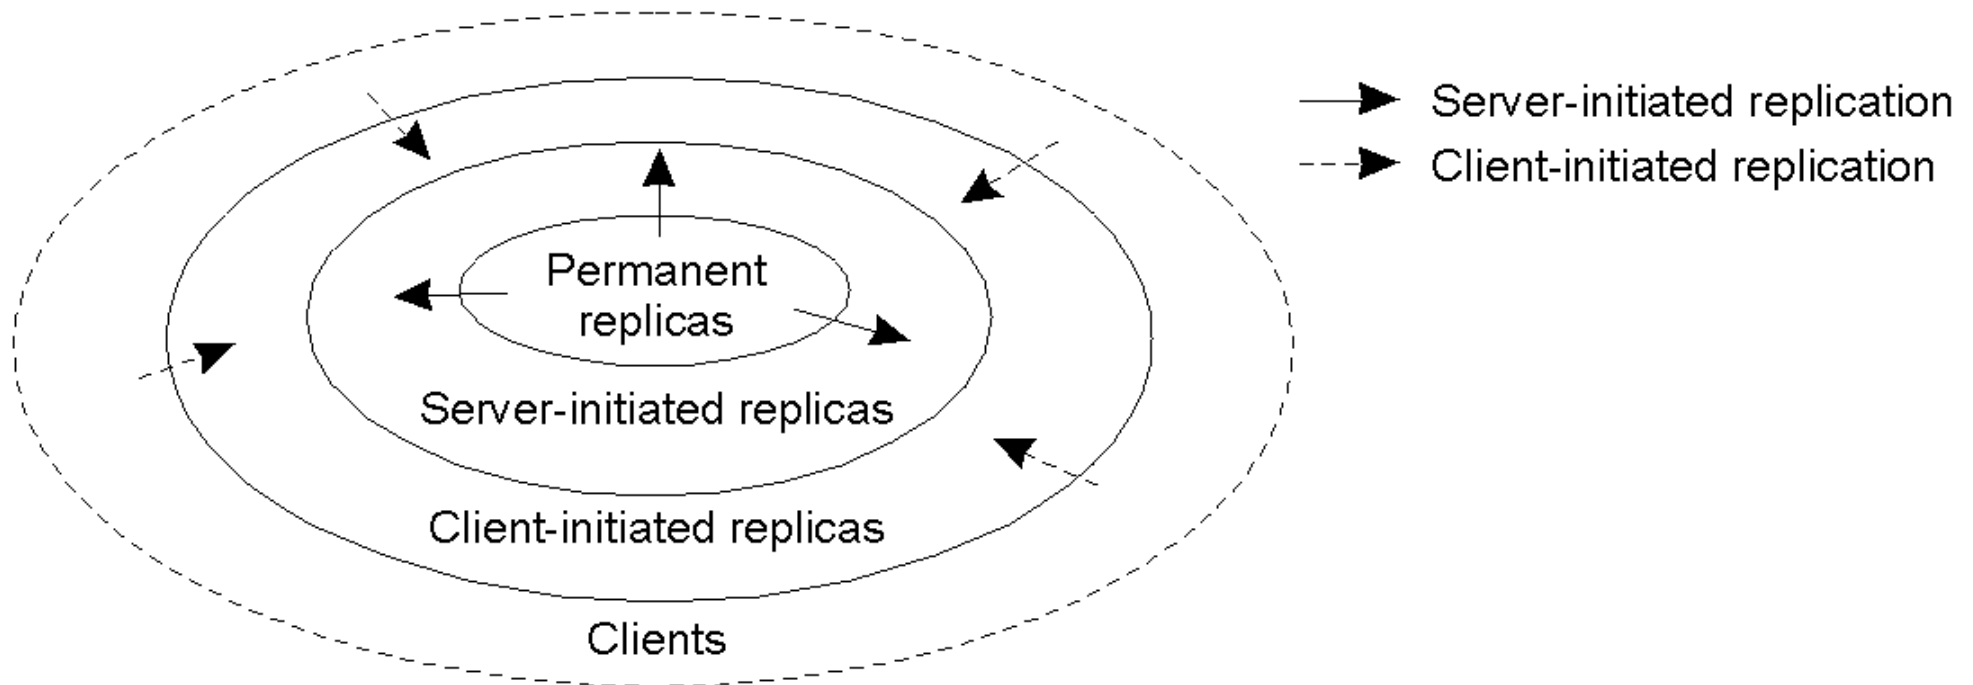 Server-initiated replication
Client-initiated replication
Permanent
replicas
Server-initiated replicas
Client-initiated replicas
Clients